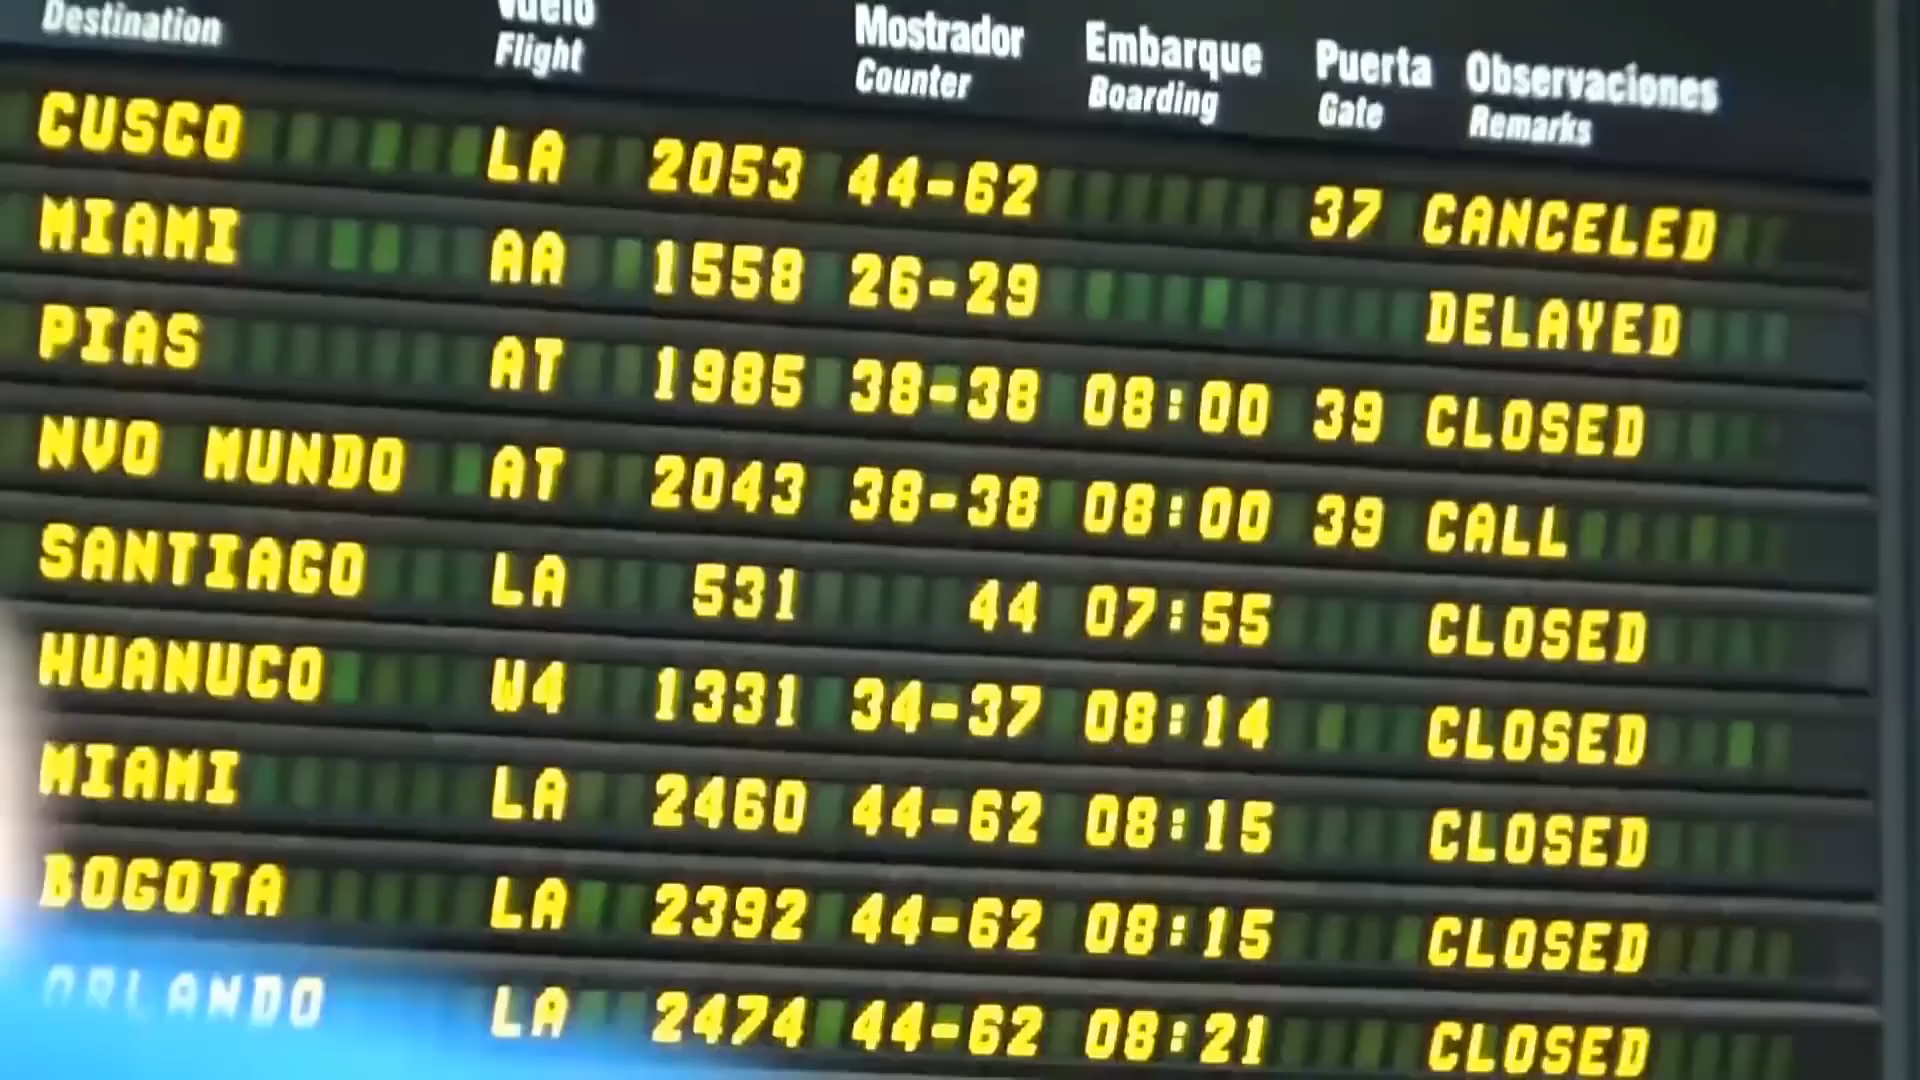 Destination Vuelo Flight Mostrador Counter Embarque Boarding Puerta Gate Observaciones Remarks
CUSCO LA 2053 44-62 37 CANCELED
MIAMI AA 1558 26-29 DELAYED
PIAS AT 1985 38-38 08:00 39 CLOSED
NVO MUNDO AT 2043 38-38 08:00 39 CALL
SANTIAGO LA 531 44 07:55 CLOSED
HUANUCO W4 1331 34-37 08:14 CLOSED
MIAMI LA 2460 44-62 08:15 CLOSED
BOGOTA LA 2392 44-62 08:15 CLOSED
ORLANDO LA 2474 44-62 08:21 CLOSED